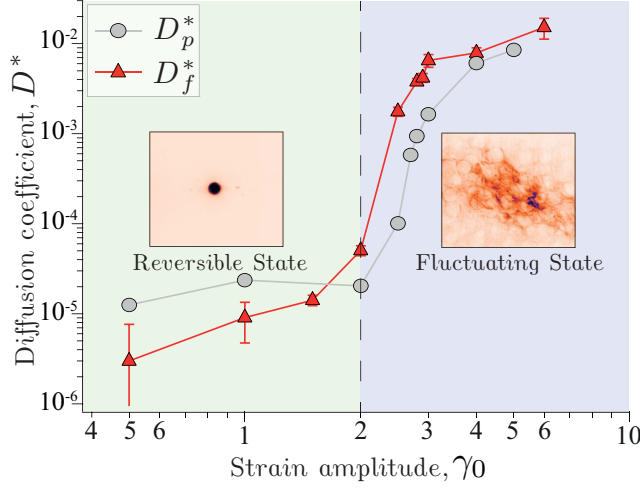 Diffusion coefficient, D*
10⁻²
10⁻³
10⁻⁴
10⁻⁵
10⁻⁶
D*ₚ
D*_f
Reversible State
Fluctuating State
4 5 6 1 2 3 4 5 6 10
Strain amplitude, γ₀